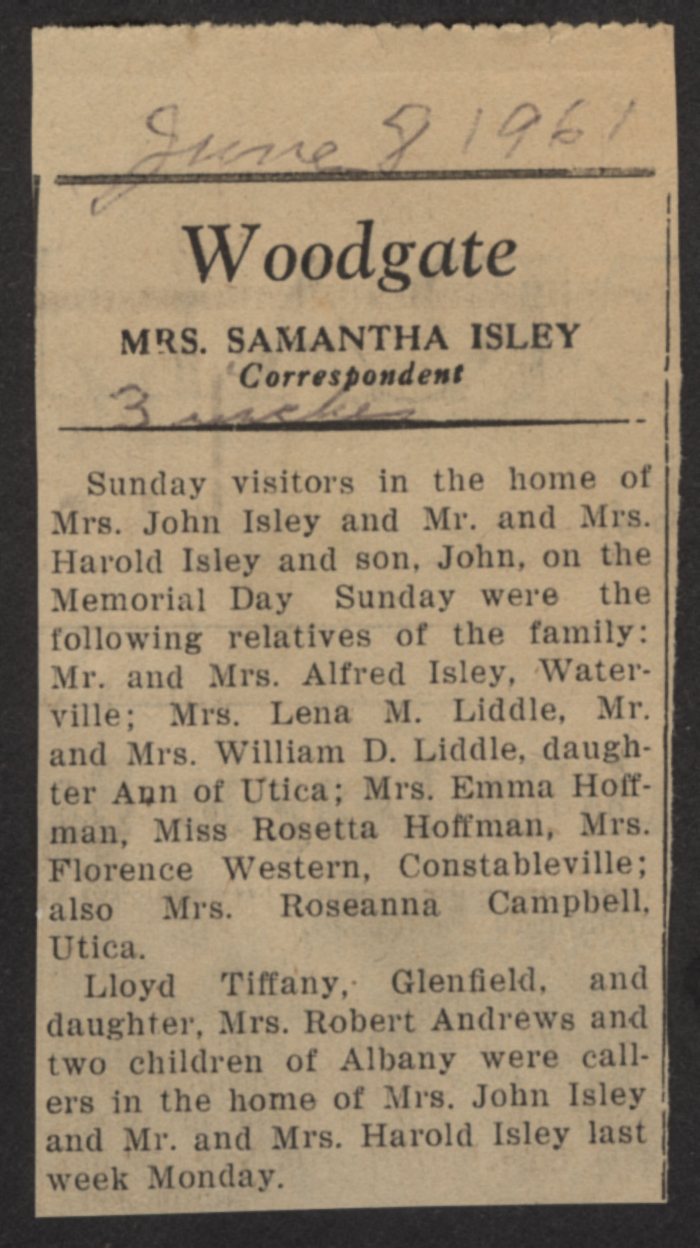 June 8 1961
Woodgate
MRS. SAMANTHA ISLEY
Correspondent
3 inches
Sunday visitors in the home of
Mrs. John Isley and Mr. and Mrs.
Harold Isley and son, John, on the
Memorial Day Sunday were the
following relatives of the family:
Mr. and Mrs. Alfred Isley, Water-
ville; Mrs. Lena M. Liddle, Mr.
and Mrs. William D. Liddle, daugh-
ter Ann of Utica; Mrs. Emma Hoff-
man, Miss Rosetta Hoffman, Mrs.
Florence Western, Constableville;
also Mrs. Roseanna Campbell,
Utica.
Lloyd Tiffany, Glenfield, and
daughter, Mrs. Robert Andrews and
two children of Albany were call-
ers in the home of Mrs. John Isley
and Mr. and Mrs. Harold Isley last
week Monday.